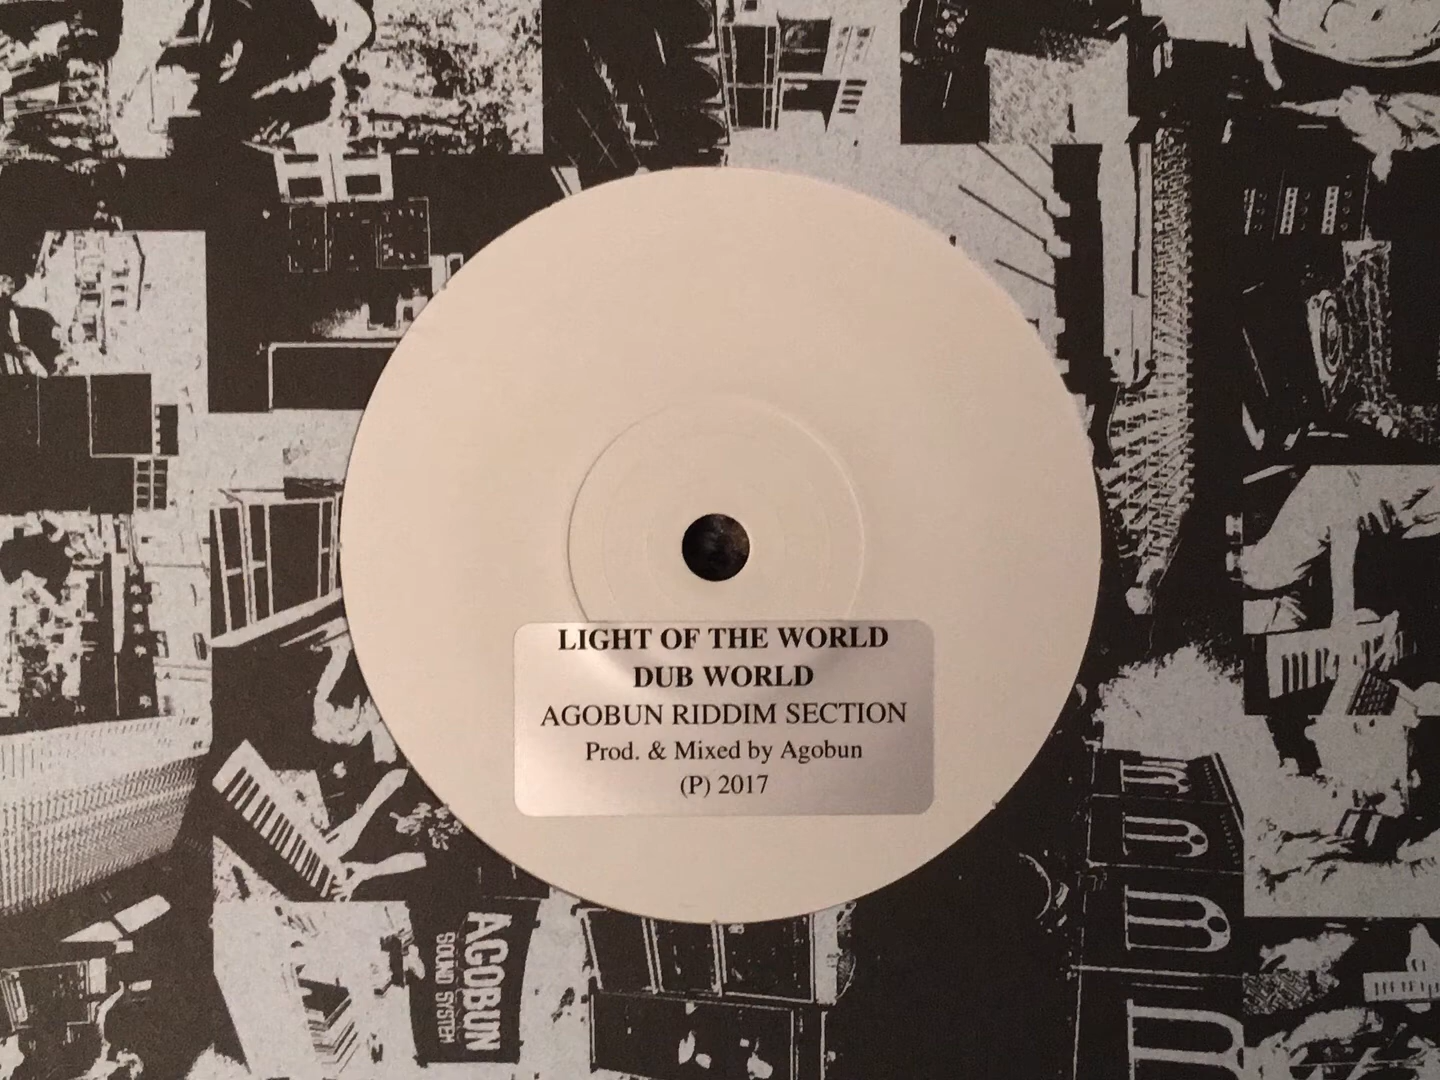 LIGHT OF THE WORLD
DUB WORLD
AGOBUN RIDDIM SECTION
Prod. & Mixed by Agobun
(P) 2017
AGOBUN
SOUND SYSTEM